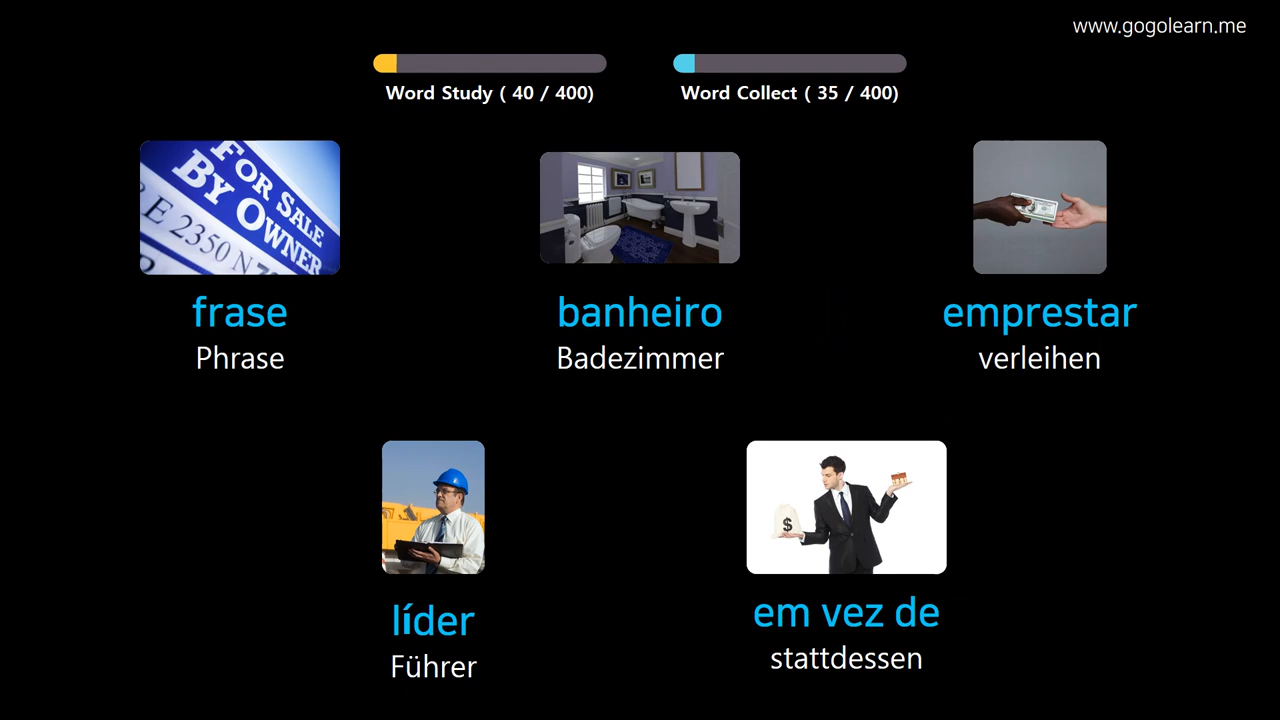 www.gogolearn.me
Word Study ( 40 / 400)
Word Collect ( 35 / 400)
FOR SALE
BY OWNER
E 2350 N
$
frase
Phrase
banheiro
Badezimmer
emprestar
verleihen
líder
Führer
em vez de
stattdessen